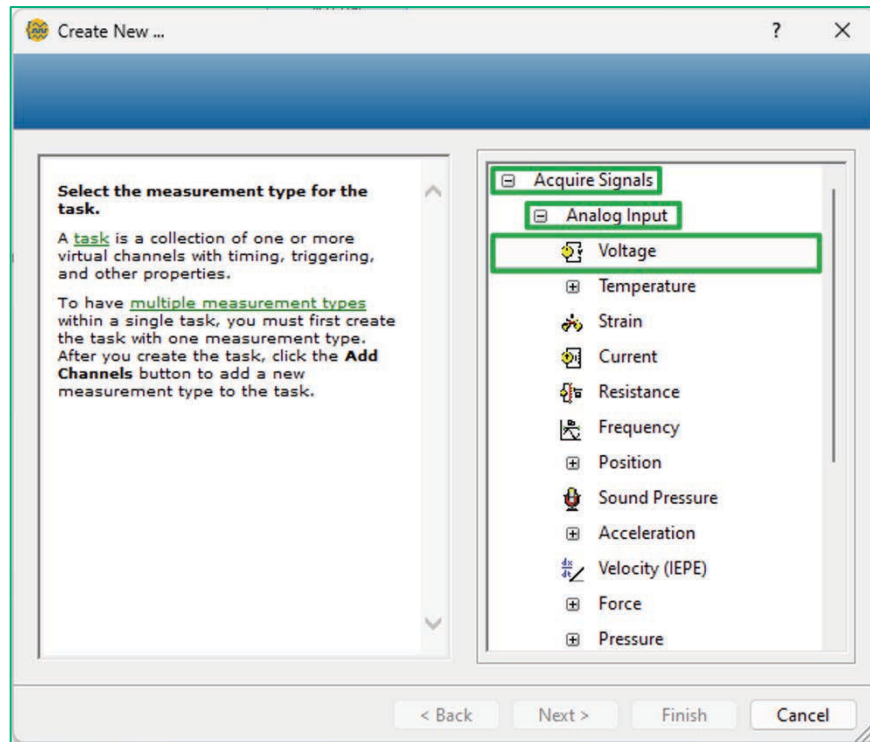 Create New ...
?
Select the measurement type for the
task.
A task is a collection of one or more
virtual channels with timing, triggering,
and other properties.
To have multiple measurement types
within a single task, you must first create
the task with one measurement type.
After you create the task, click the Add
Channels button to add a new
measurement type to the task.
Acquire Signals
Analog Input
Voltage
Temperature
Strain
Current
Resistance
Frequency
Position
Sound Pressure
Acceleration
dx
dt
Velocity (IEPE)
Force
Pressure
< Back
Next >
Finish
Cancel